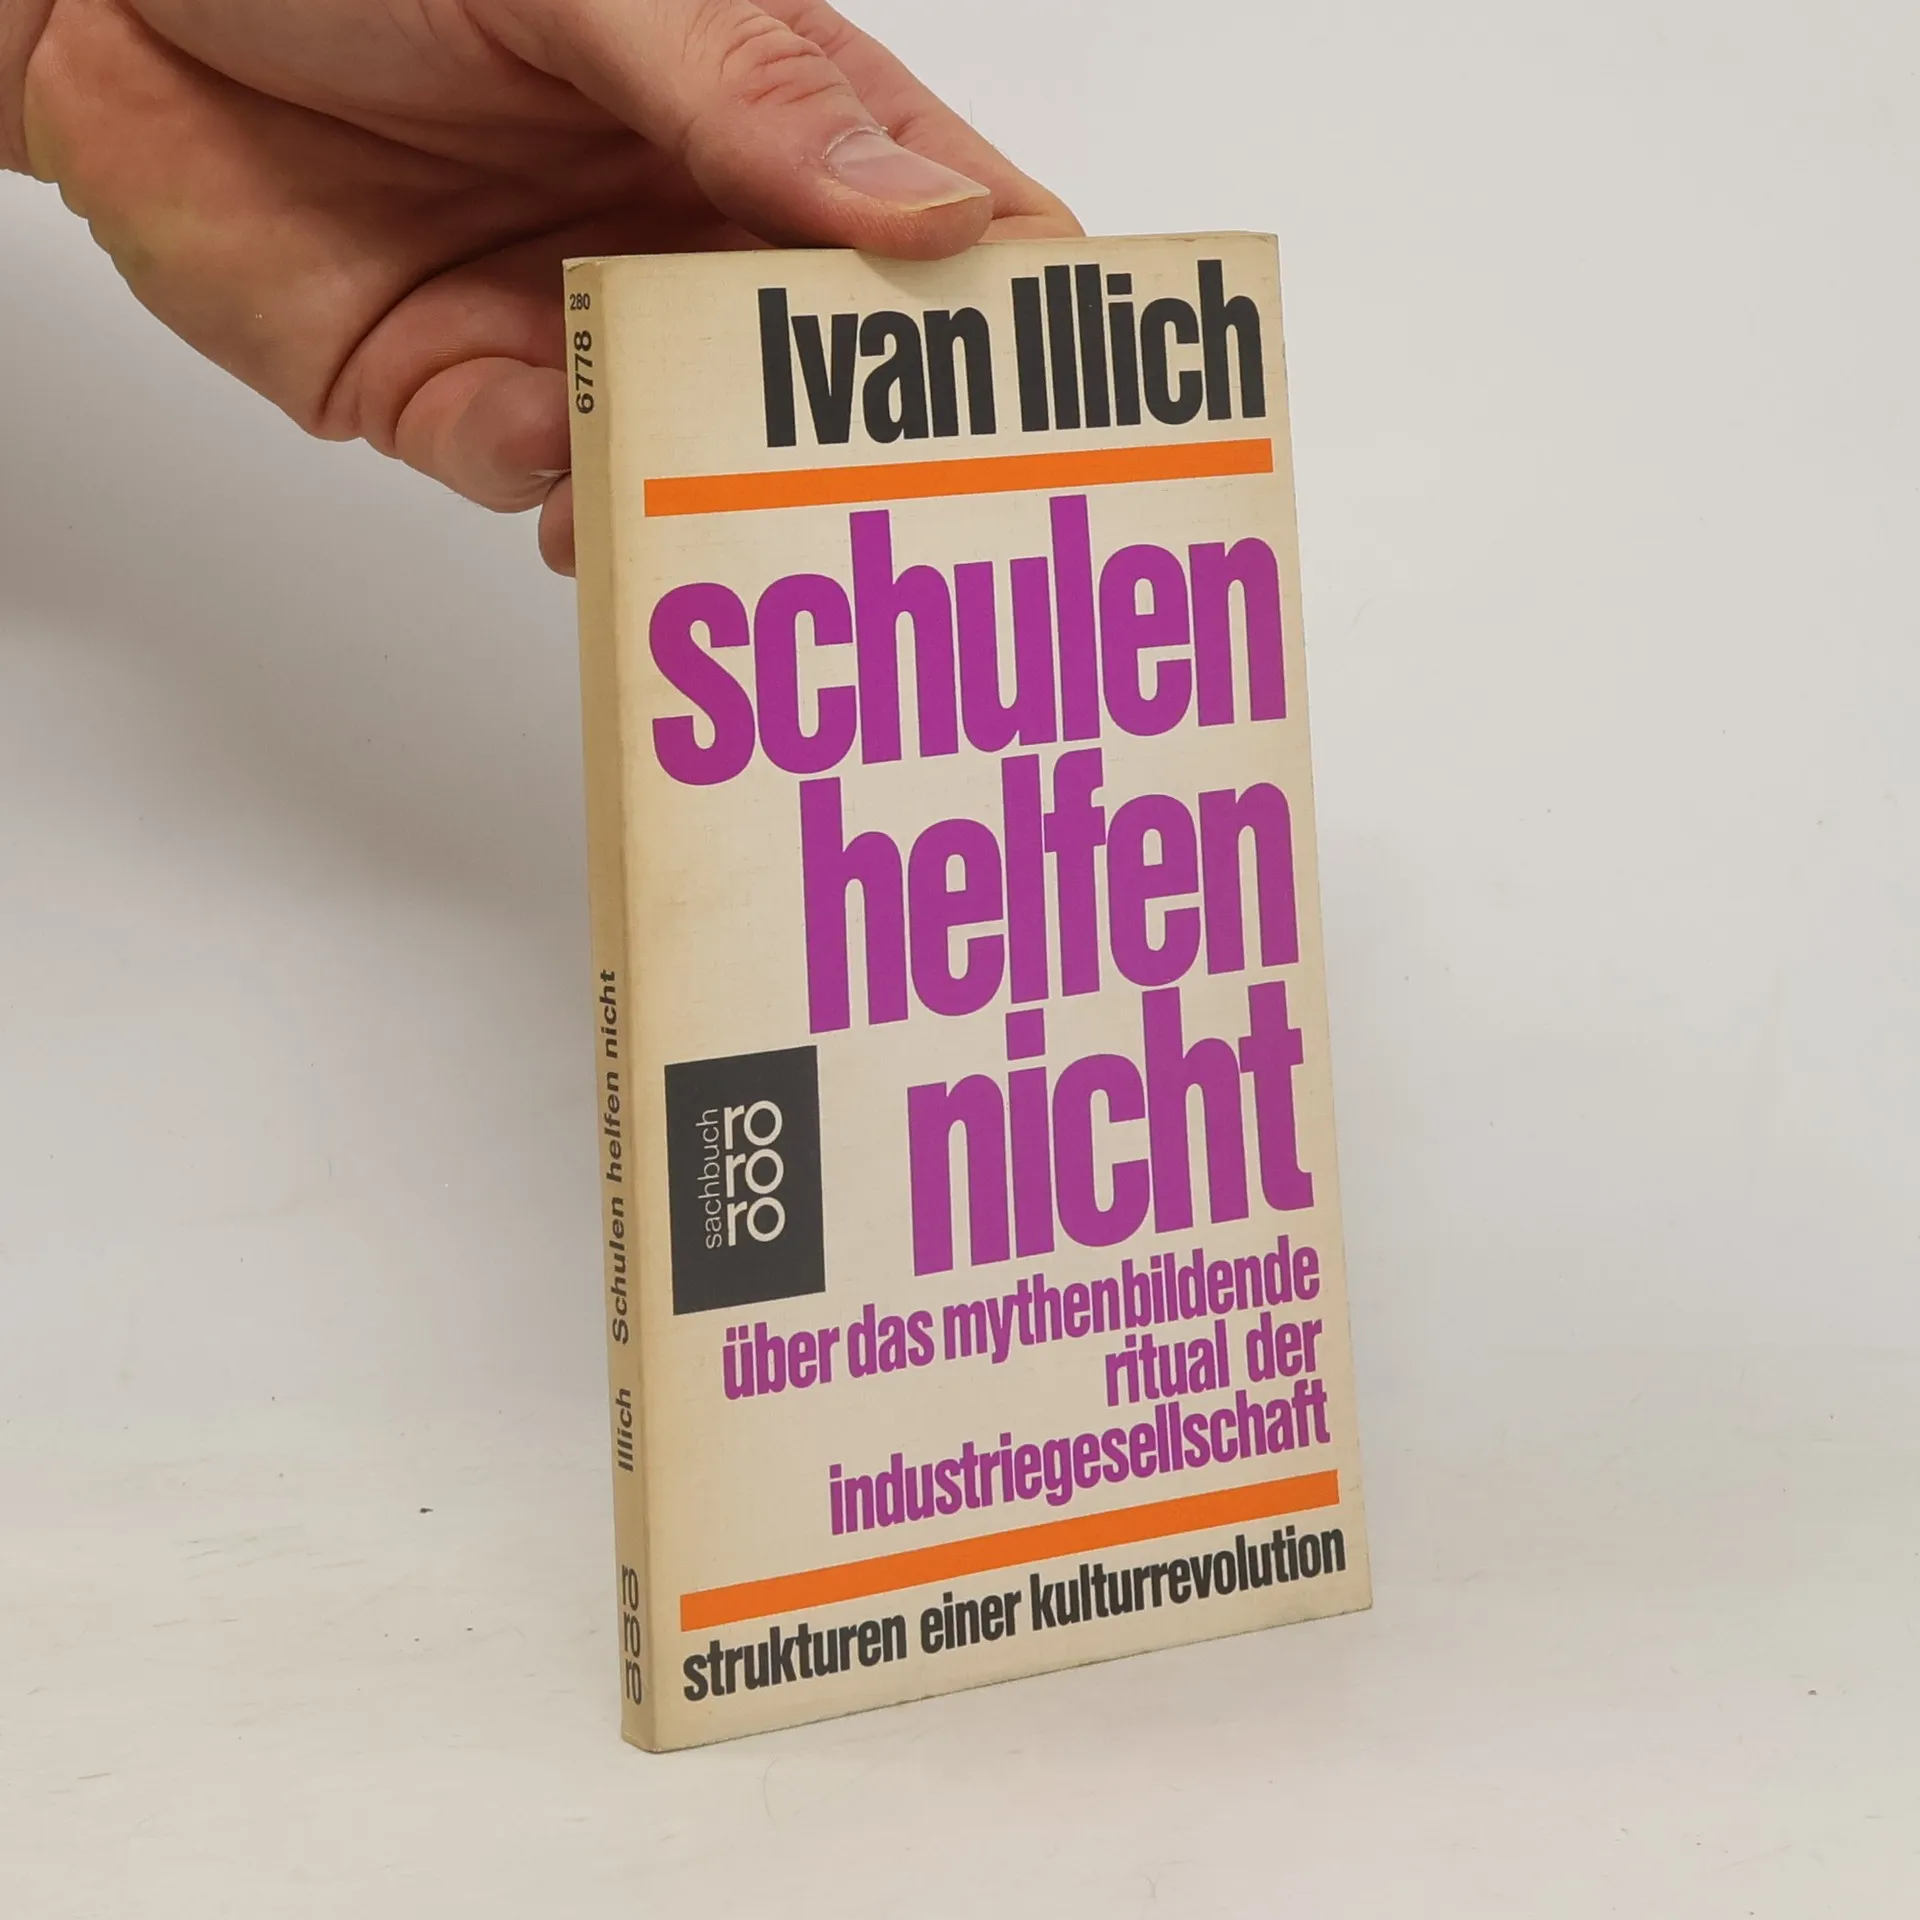 280
6778
Schulen helfen nicht
Illich
ro
ro
ro
Ivan Illich
schulen
helfen
nicht
sachbuch
ro
ro
ro
über das mythenbildende
ritual der
industriegesellschaft
strukturen einer kulturrevolution